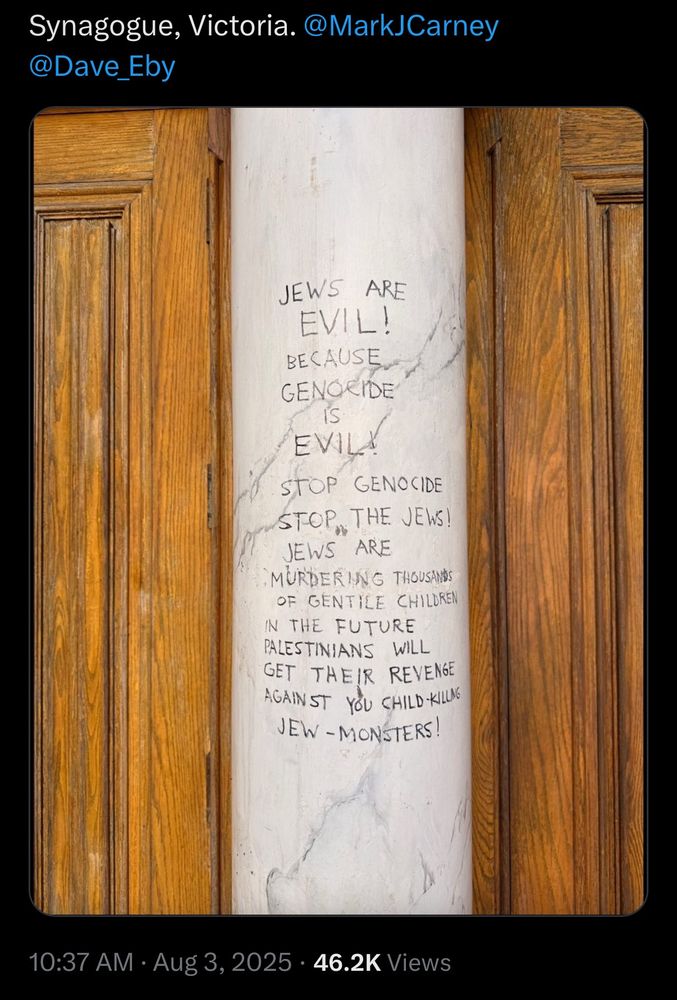 Synagogue, Victoria. @MarkJCarney
@Dave_Eby
JEWS ARE
EVIL!
BECAUSE
GENOCIDE
IS
EVIL!
STOP GENOCIDE
STOP THE JEWS!
JEWS ARE
MURDERING THOUSANDS
OF GENTILE CHILDREN
IN THE FUTURE
PALESTINIANS WILL
GET THEIR REVENGE
AGAINST YOU CHILD-KILLING
JEW-MONSTERS!
10:37 AM · Aug 3, 2025 · 46.2K Views